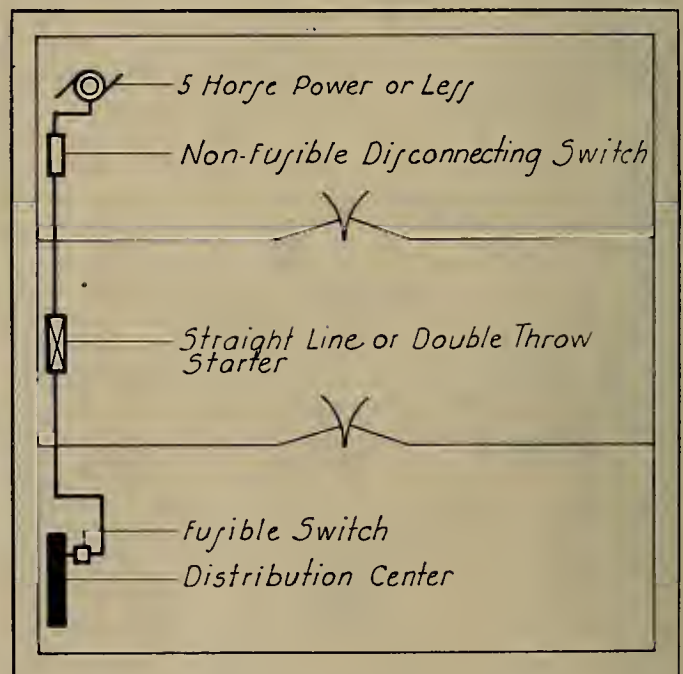 5 Horse Power or Less
Non-Fusible Disconnecting Switch
Straight Line or Double Throw
Starter
Fusible Switch
Distribution Center